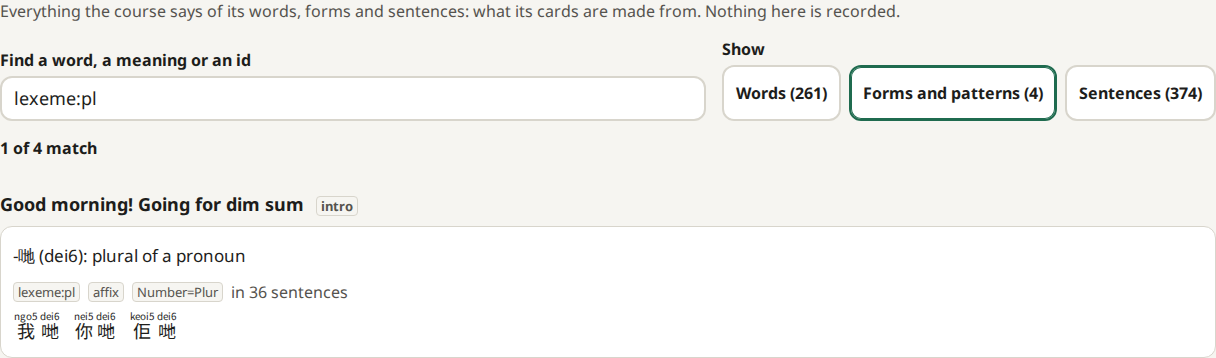 Everything the course says of its words, forms and sentences: what its cards are made from. Nothing here is recorded.
Find a word, a meaning or an id
Show
lexeme:pl
Words (261) Forms and patterns (4) Sentences (374)
1 of 4 match
Good morning! Going for dim sum intro
-哋 (dei6): plural of a pronoun
lexeme:pl affix Number=Plur in 36 sentences
ngo5 dei6 nei5 dei6 keoi5 dei6
我哋 你哋 佢哋